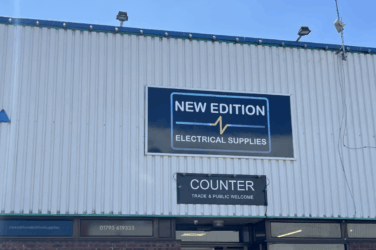 NEW EDITION
ELECTRICAL SUPPLIES
COUNTER
TRADE & PUBLIC WELCOME